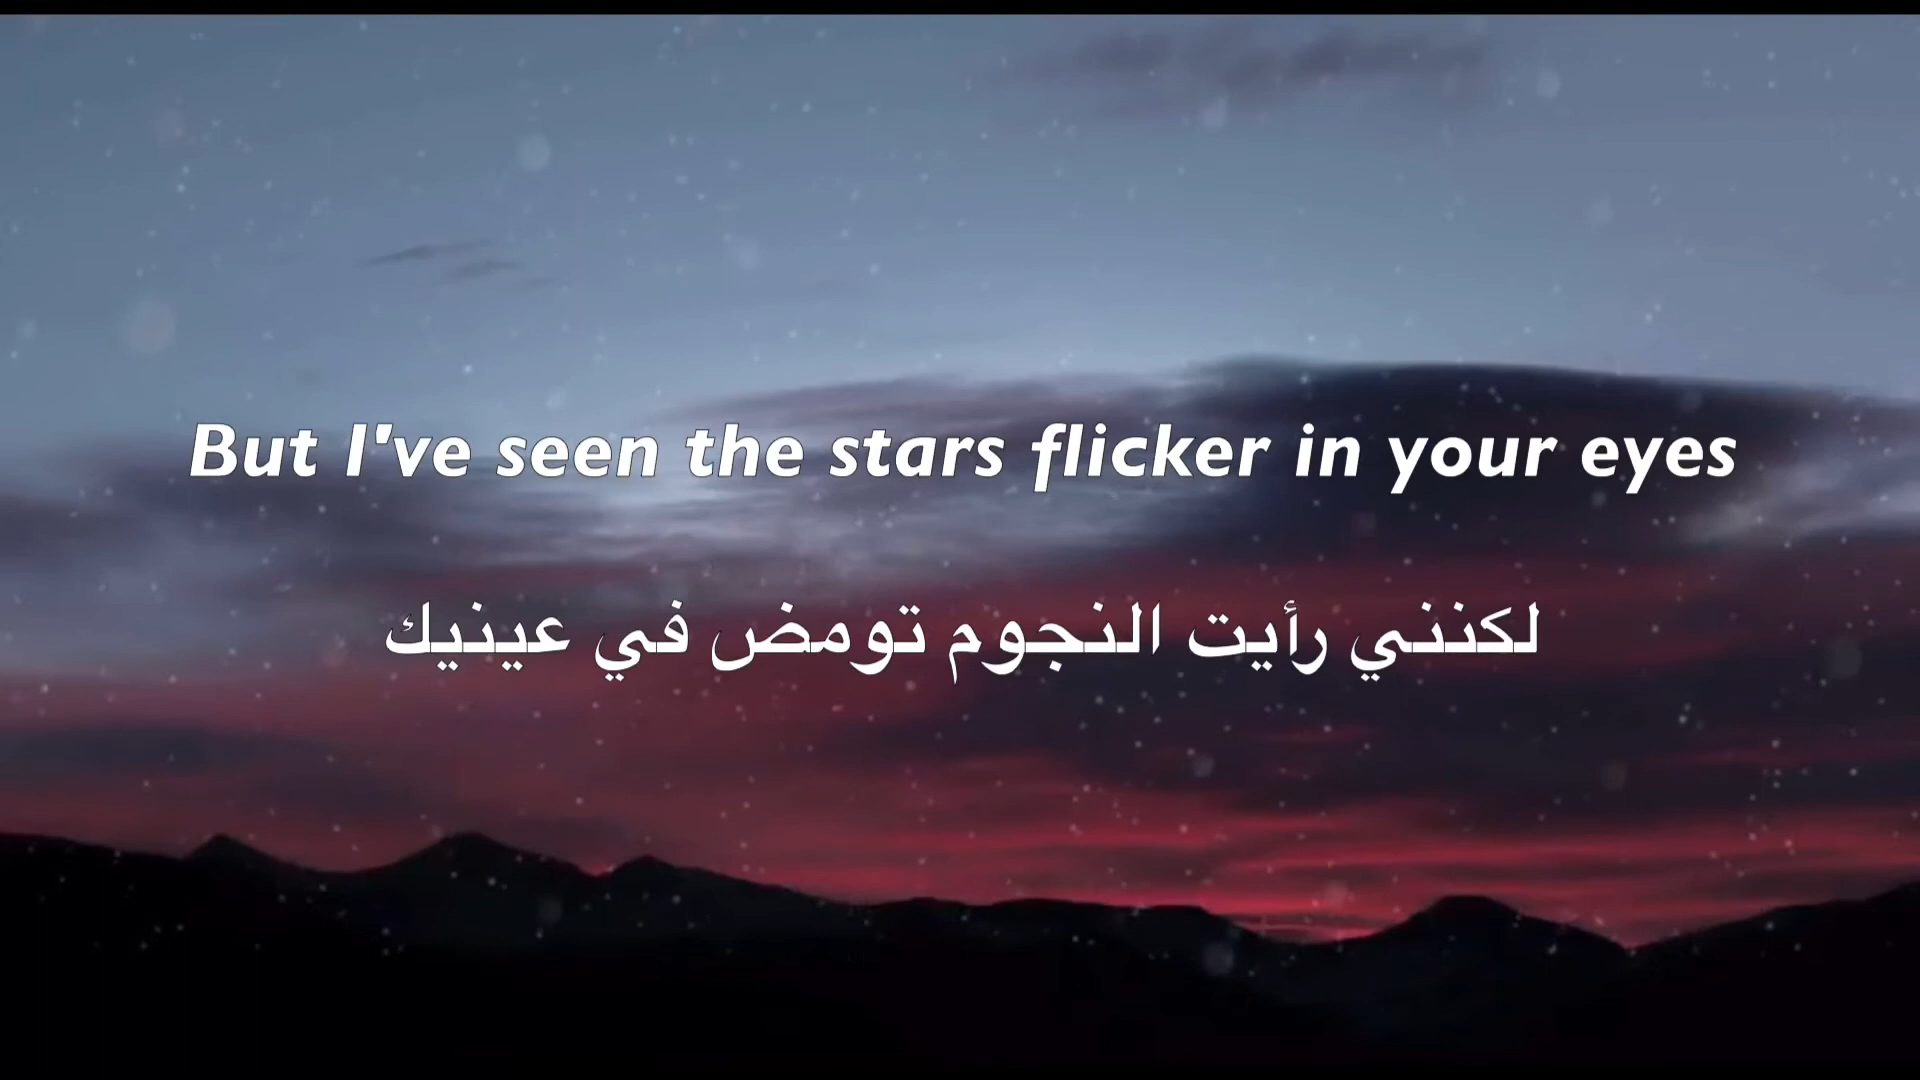 But I've seen the stars flicker in your eyes
لكنني رأيت النجوم تومض في عينيك